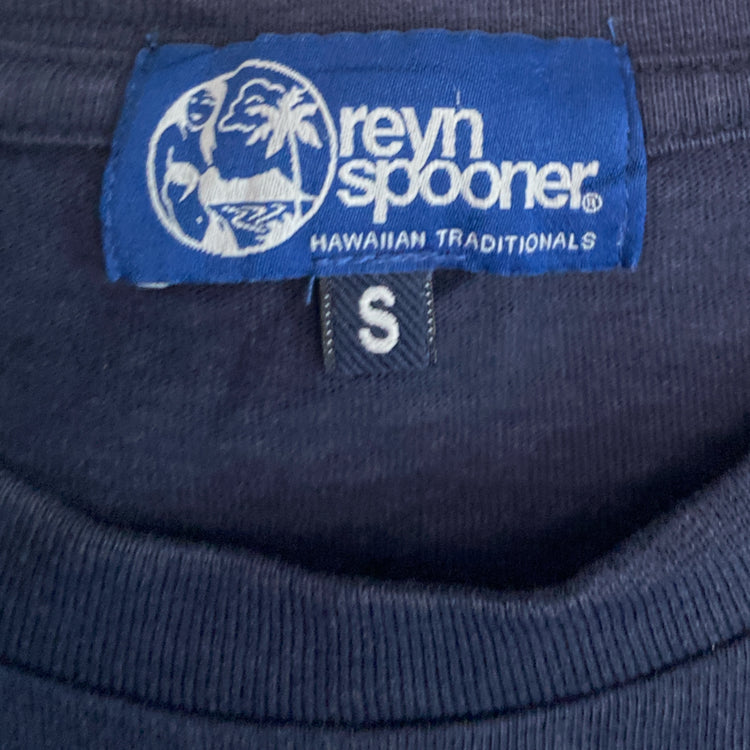 reyn
spooner®
HAWAIIAN TRADITIONALS
S